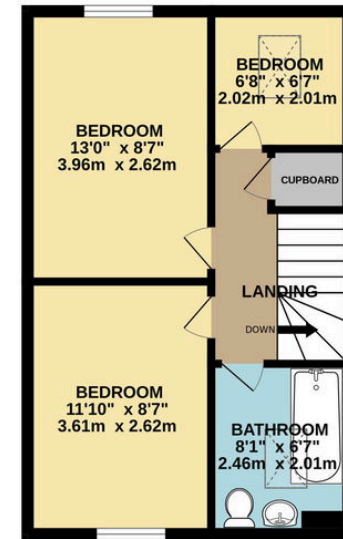 BEDROOM
13'0" x 8'7"
3.96m x 2.62m
BEDROOM
6'8" x 6'7"
2.02m x 2.01m
CUPBOARD
LANDING
DOWN
BEDROOM
11'10" x 8'7"
3.61m x 2.62m
BATHROOM
8'1" x 6'7"
2.46m x 2.01m